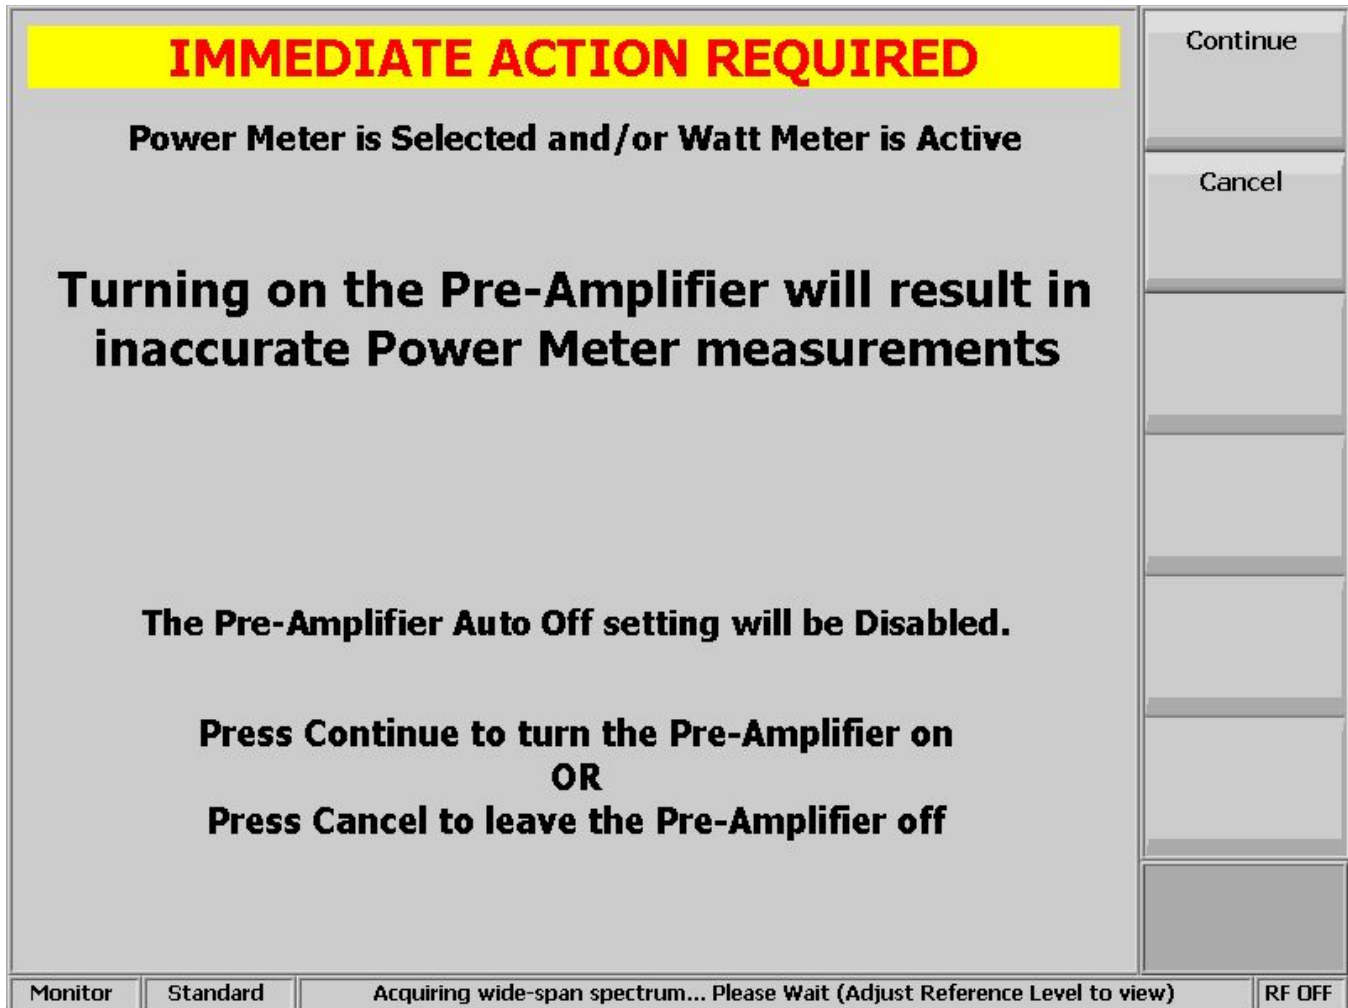 IMMEDIATE ACTION REQUIRED
Power Meter is Selected and/or Watt Meter is Active
Turning on the Pre-Amplifier will result in
inaccurate Power Meter measurements
The Pre-Amplifier Auto Off setting will be Disabled.
Press Continue to turn the Pre-Amplifier on
OR
Press Cancel to leave the Pre-Amplifier off
Continue
Cancel
Monitor Standard Acquiring wide-span spectrum... Please Wait (Adjust Reference Level to view) RF OFF